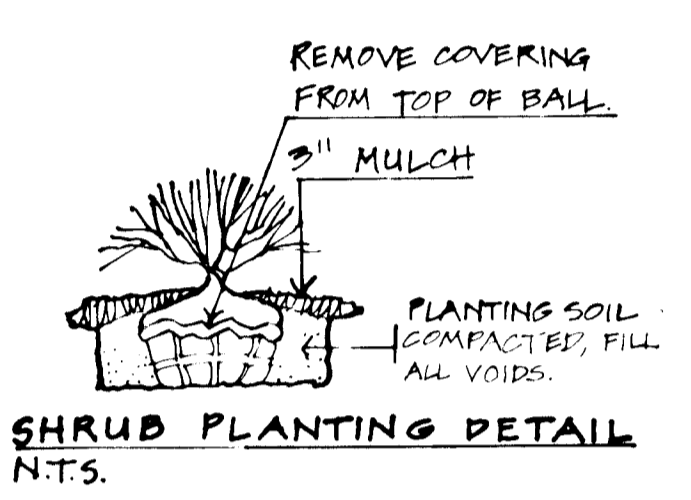 REMOVE COVERING
FROM TOP OF BALL.
3" MULCH
PLANTING SOIL
COMPACTED, FILL
ALL VOIDS.
SHRUB PLANTING DETAIL
N.T.S.